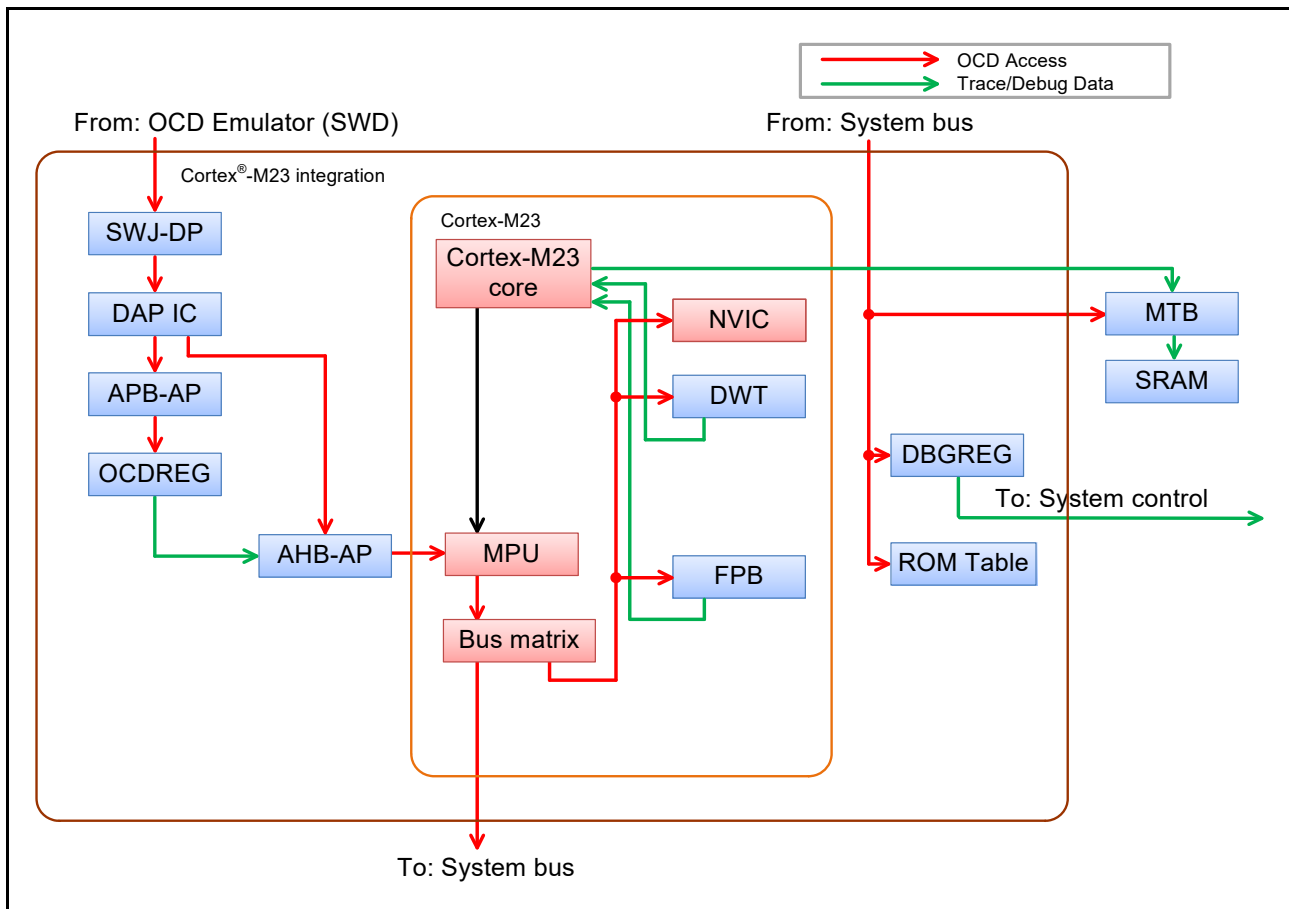 OCD Access
Trace/Debug Data
From: OCD Emulator (SWD)
From: System bus
Cortex®-M23 integration
SWJ-DP
DAP IC
APB-AP
OCDREG
AHB-AP
Cortex-M23
Cortex-M23
core
NVIC
DWT
MPU
FPB
Bus matrix
MTB
SRAM
DBGREG
To: System control
ROM Table
To: System bus